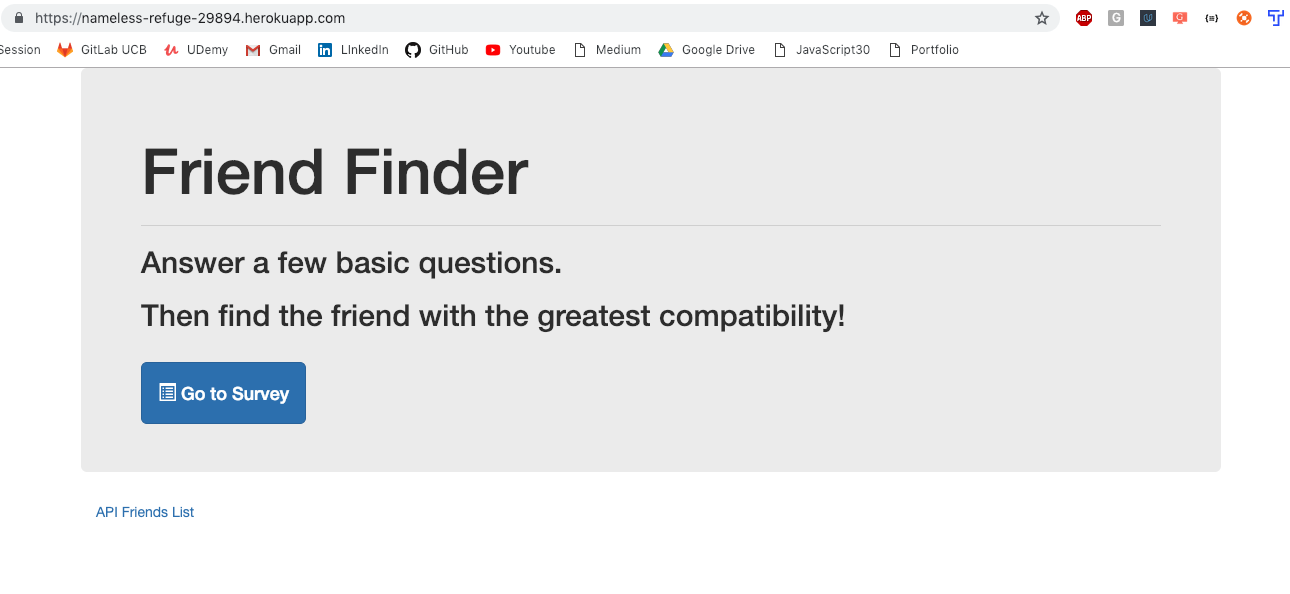 https://nameless-refuge-29894.herokuapp.com
ABP G U G {≡}
Session GitLab UCB UDemy Gmail in LInkedIn GitHub Youtube Medium Google Drive JavaScript30 Portfolio
Friend Finder
Answer a few basic questions.
Then find the friend with the greatest compatibility!
Go to Survey
API Friends List